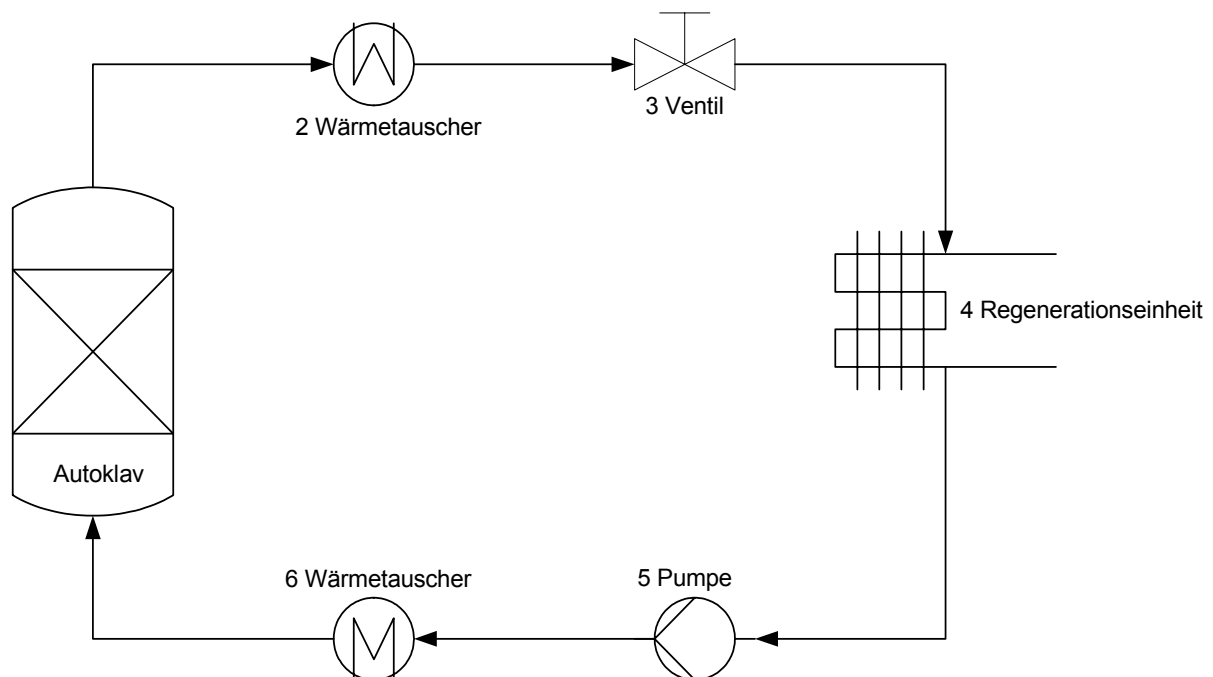 2 Wärmetauscher
3 Ventil
4 Regenerationseinheit
Autoklav
6 Wärmetauscher
5 Pumpe